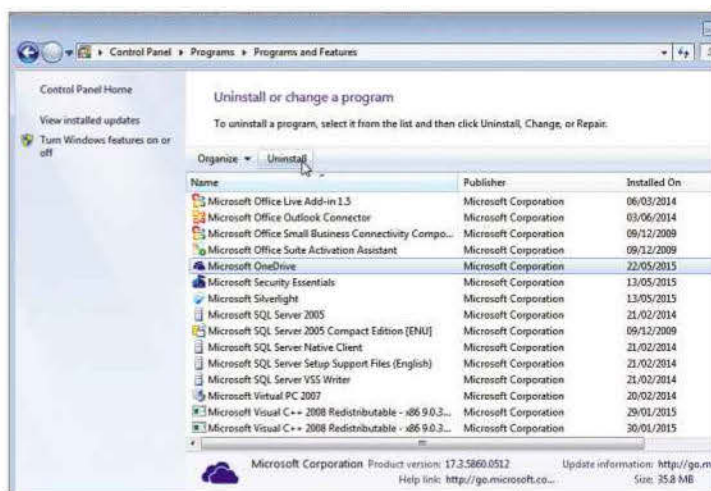 Control Panel ▸ Programs ▸ Programs and Features
Control Panel Home
View installed updates
Turn Windows features on or
off
Uninstall or change a program
To uninstall a program, select it from the list and then click Uninstall, Change, or Repair.
Organize Uninstall
Name Publisher Installed On
Microsoft Office Live Add-in 1.5 Microsoft Corporation 06/03/2014
Microsoft Office Outlook Connector Microsoft Corporation 03/06/2014
Microsoft Office Small Business Connectivity Compo... Microsoft Corporation 09/12/2009
Microsoft Office Suite Activation Assistant Microsoft Corporation 09/12/2009
Microsoft OneDrive Microsoft Corporation 22/05/2015
Microsoft Security Essentials Microsoft Corporation 13/05/2015
Microsoft Silverlight Microsoft Corporation 13/05/2015
Microsoft SQL Server 2005 Microsoft Corporation 21/02/2014
Microsoft SQL Server 2005 Compact Edition [ENU] Microsoft Corporation 09/12/2009
Microsoft SQL Server Native Client Microsoft Corporation 21/02/2014
Microsoft SQL Server Setup Support Files (English) Microsoft Corporation 21/02/2014
Microsoft SQL Server VSS Writer Microsoft Corporation 21/02/2014
Microsoft Virtual PC 2007 Microsoft Corporation 20/02/2014
Microsoft Visual C++ 2008 Redistributable - x86 9.0.3... Microsoft Corporation 29/01/2015
Microsoft Visual C++ 2008 Redistributable - x86 9.0.3... Microsoft Corporation 30/01/2015
Microsoft Corporation Product version: 17.3.5860.0512 Update information: http://go.m
Help link: http://go.microsoft.co... Size: 35.8 MB